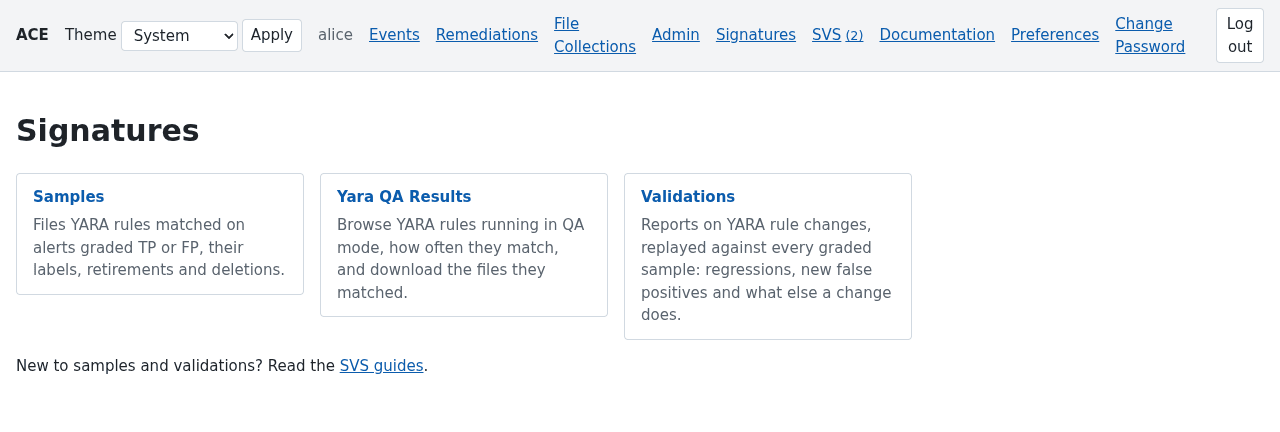 ACE Theme System Apply alice Events Remediations File Collections Admin Signatures SVS (2) Documentation Preferences Change Password Log out
Signatures
Samples
Files YARA rules matched on
alerts graded TP or FP, their
labels, retirements and deletions.
Yara QA Results
Browse YARA rules running in QA
mode, how often they match,
and download the files they
matched.
Validations
Reports on YARA rule changes,
replayed against every graded
sample: regressions, new false
positives and what else a change
does.
New to samples and validations? Read the SVS guides.